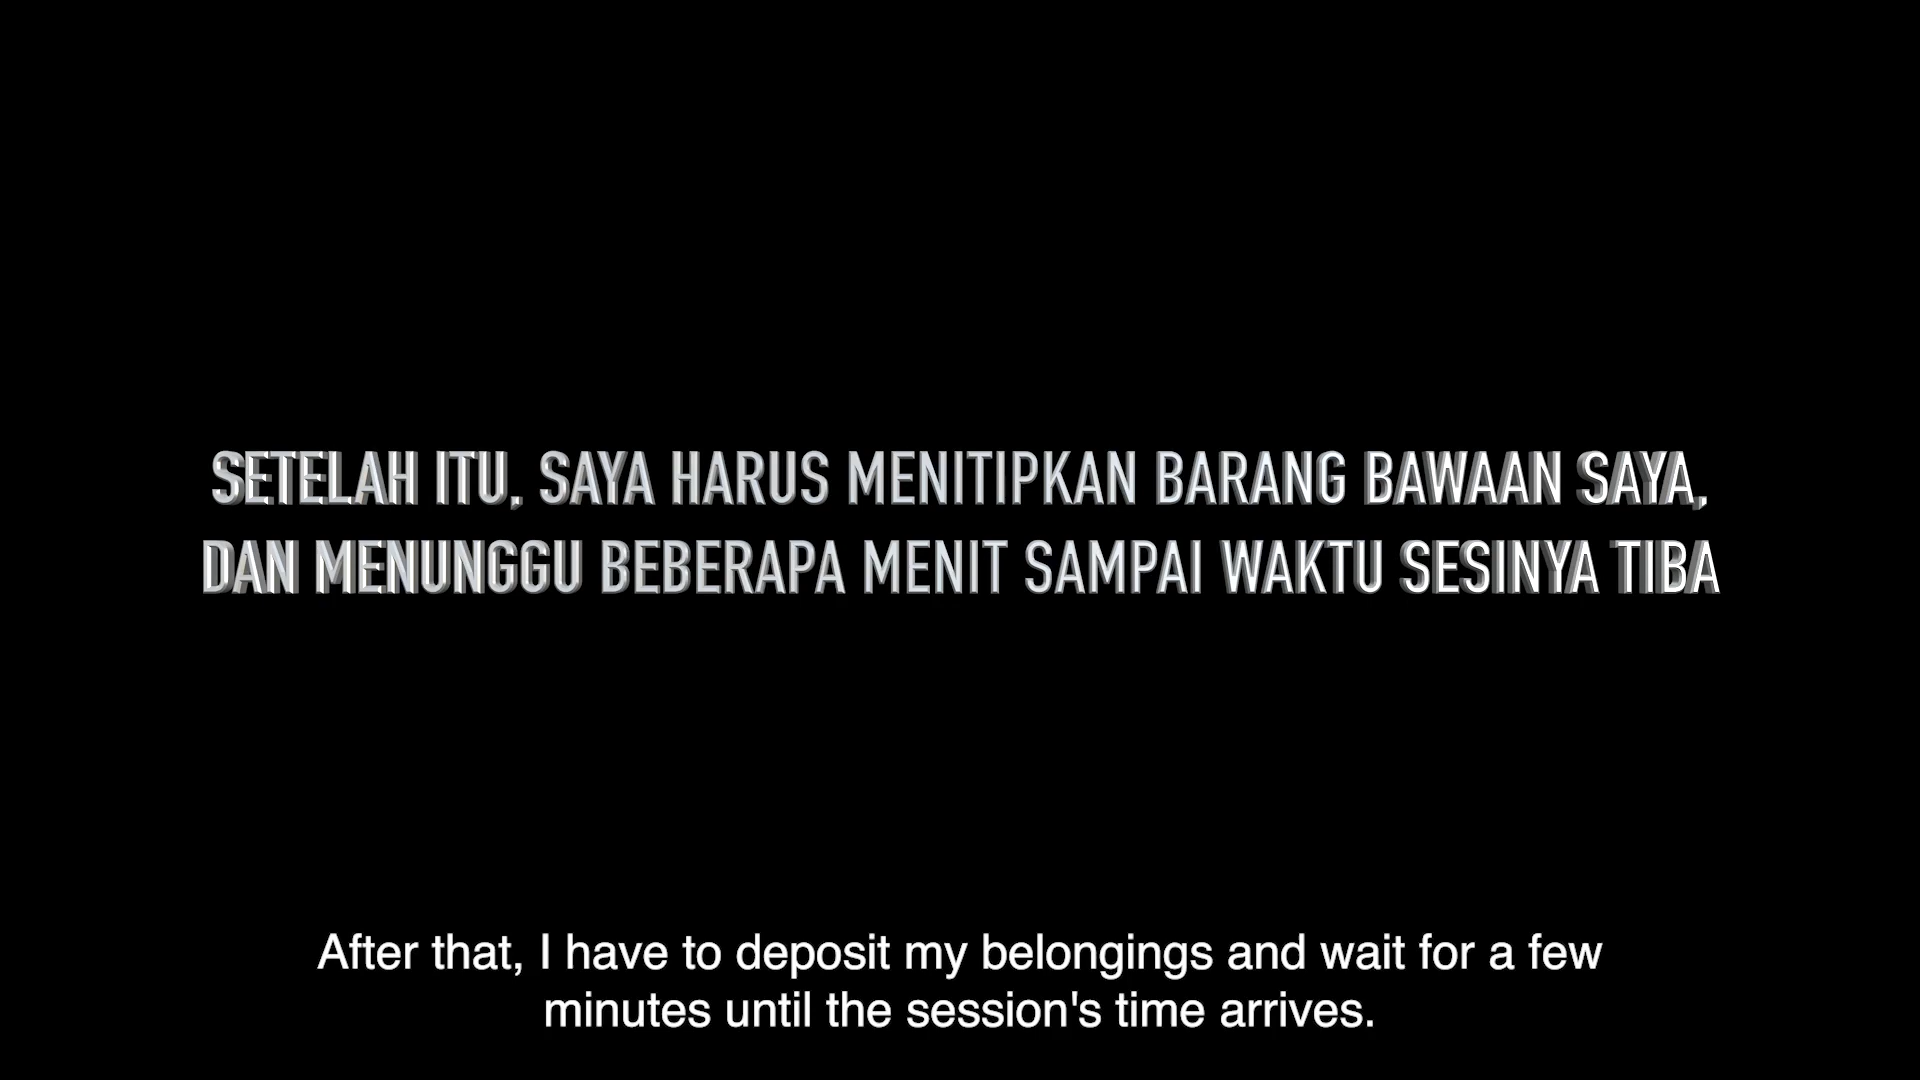 SETELAH ITU, SAYA HARUS MENITIPKAN BARANG BAWAAN SAYA,
DAN MENUNGGU BEBERAPA MENIT SAMPAI WAKTU SESINYA TIBA
After that, I have to deposit my belongings and wait for a few
minutes until the session's time arrives.